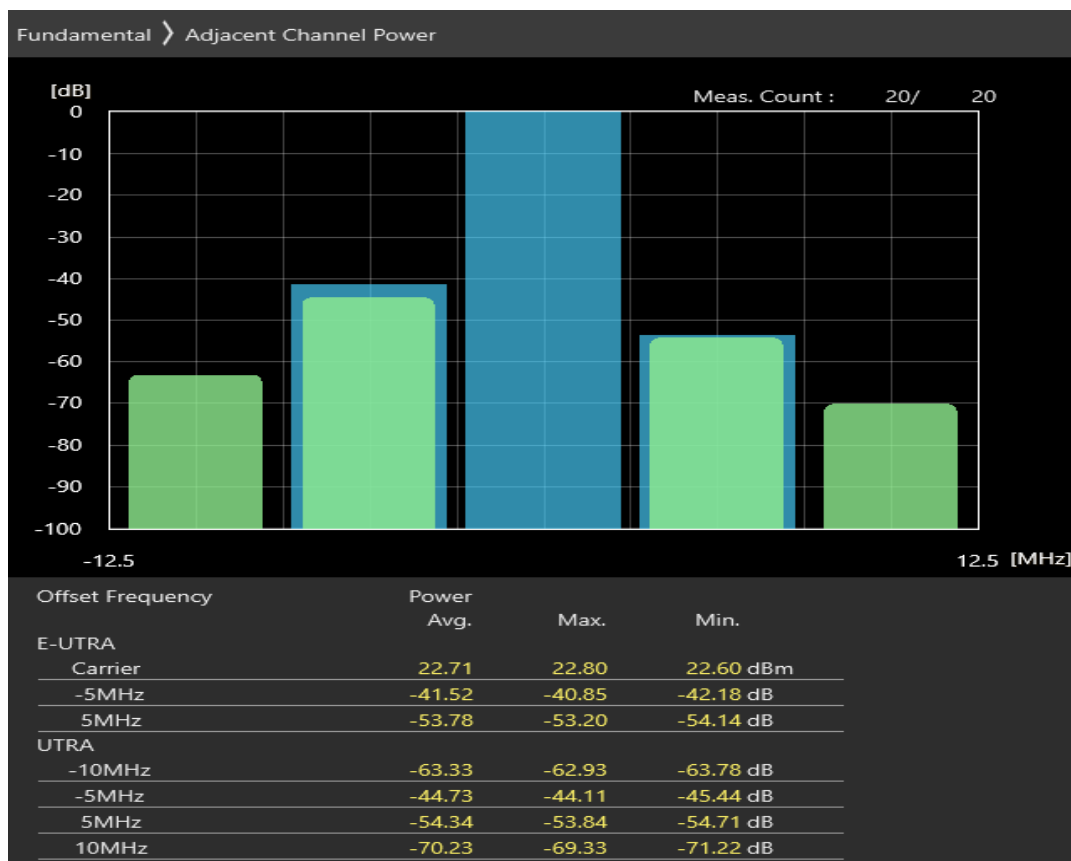 Fundamental ❯ Adjacent Channel Power
[dB]
Meas. Count : 20/ 20
0
-10
-20
-30
-40
-50
-60
-70
-80
-90
-100
-12.5 12.5 [MHz]
Offset Frequency Power
Avg. Max. Min.
E-UTRA
Carrier 22.71 22.80 22.60 dBm
-5MHz -41.52 -40.85 -42.18 dB
5MHz -53.78 -53.20 -54.14 dB
UTRA
-10MHz -63.33 -62.93 -63.78 dB
-5MHz -44.73 -44.11 -45.44 dB
5MHz -54.34 -53.84 -54.71 dB
10MHz -70.23 -69.33 -71.22 dB